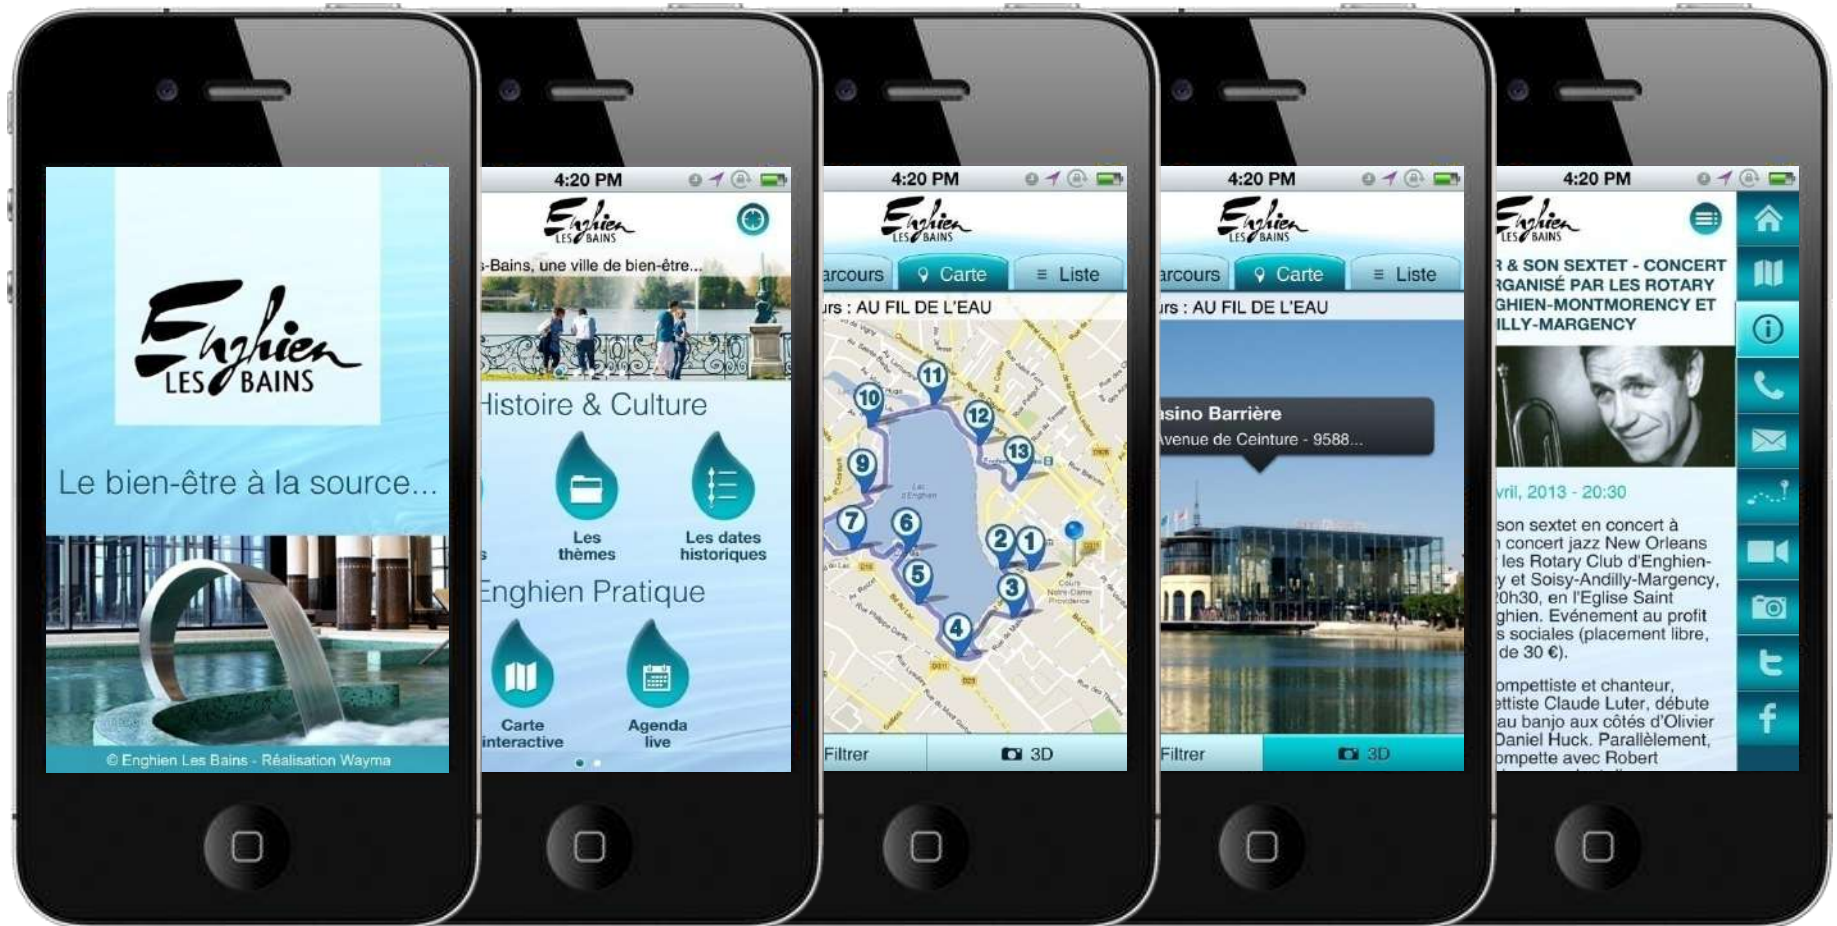 Enghien
LES BAINS
Le bien-être à la source...
© Enghien Les Bains - Réalisation Wayma
4:20 PM
Enghien
LES BAINS
s-Bains, une ville de bien-être...
Histoire & Culture
Les
thèmes
Les dates
historiques
Enghien Pratique
Carte
interactive
Agenda
live
4:20 PM
Enghien
LES BAINS
arcours
Carte
Liste
urs : AU FIL DE L'EAU
11
10
12
13
9
7
6
2
1
5
3
4
Lac
d'Enghien
Cours
Notre-Dame
Providence
Filtrer
3D
4:20 PM
Enghien
LES BAINS
arcours
Carte
Liste
urs : AU FIL DE L'EAU
asino Barrière
Avenue de Ceinture - 9588...
Filtrer
3D
4:20 PM
Enghien
LES BAINS
R & SON SEXTET - CONCERT
RGANISÉ PAR LES ROTARY
GHIEN-MONTMORENCY ET
ILLY-MARGENCY
vril, 2013 - 20:30
son sextet en concert à
n concert jazz New Orleans
r les Rotary Club d'Enghien-
y et Soisy-Andilly-Margency,
20h30, en l'Eglise Saint
ghien. Evénement au profit
s sociales (placement libre,
de 30 €).
ompettiste et chanteur,
ettiste Claude Luter, débute
au banjo aux côtés d'Olivier
Daniel Huck. Parallèlement,
ompette avec Robert